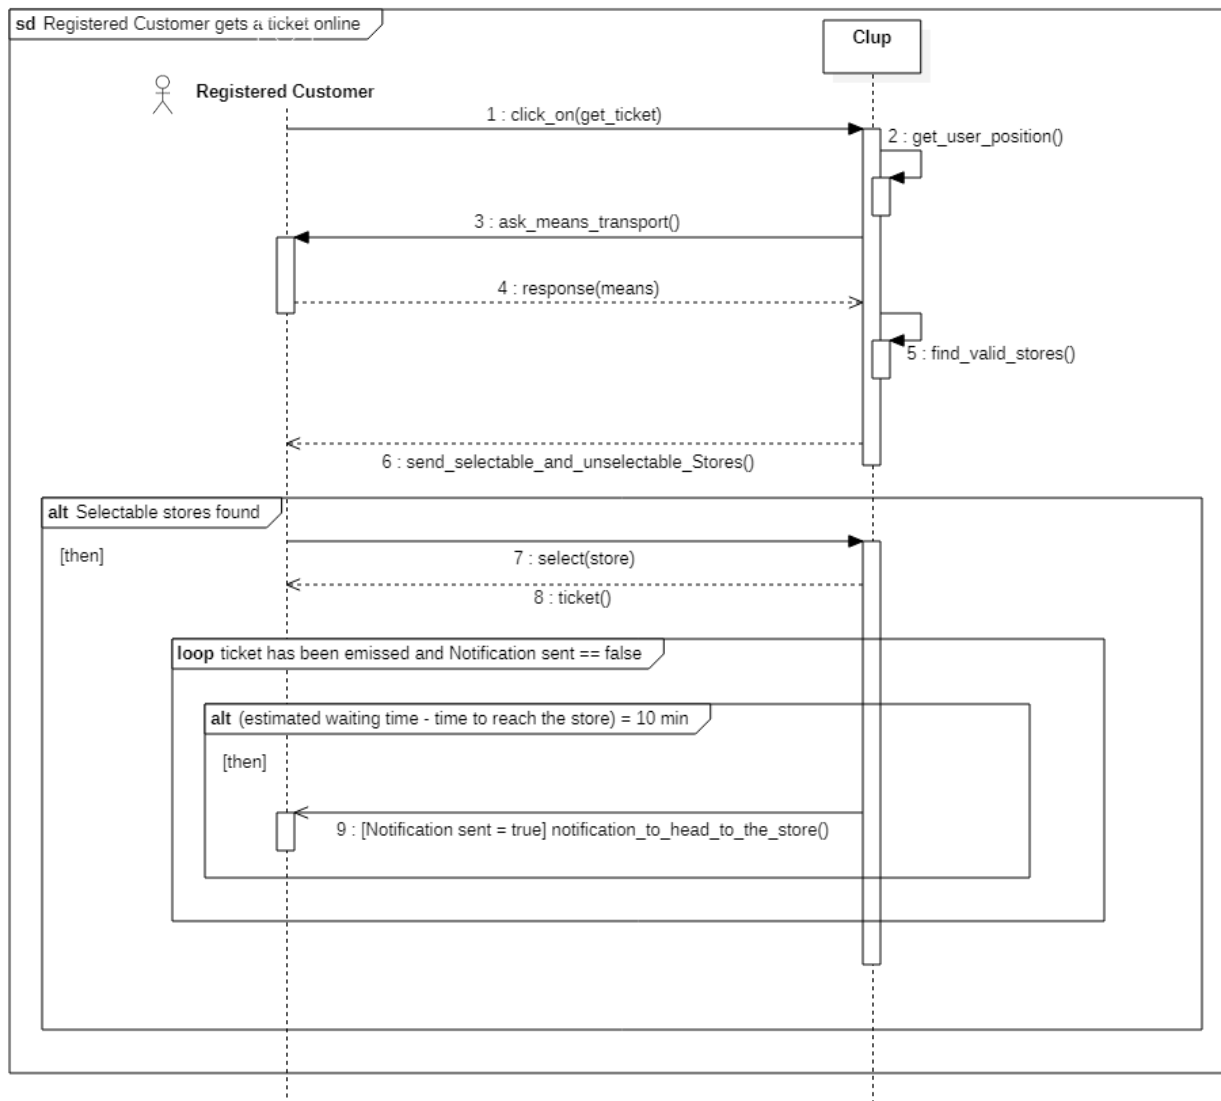 sd Registered Customer gets a ticket online
Clup
Registered Customer
1 : click_on(get_ticket)
2 : get_user_position()
3 : ask_means_transport()
4 : response(means)
5 : find_valid_stores()
6 : send_selectable_and_unselectable_Stores()
alt Selectable stores found
[then]
7 : select(store)
8 : ticket()
loop ticket has been emissed and Notification sent == false
alt (estimated waiting time - time to reach the store) = 10 min
[then]
9 : [Notification sent = true] notification_to_head_to_the_store()